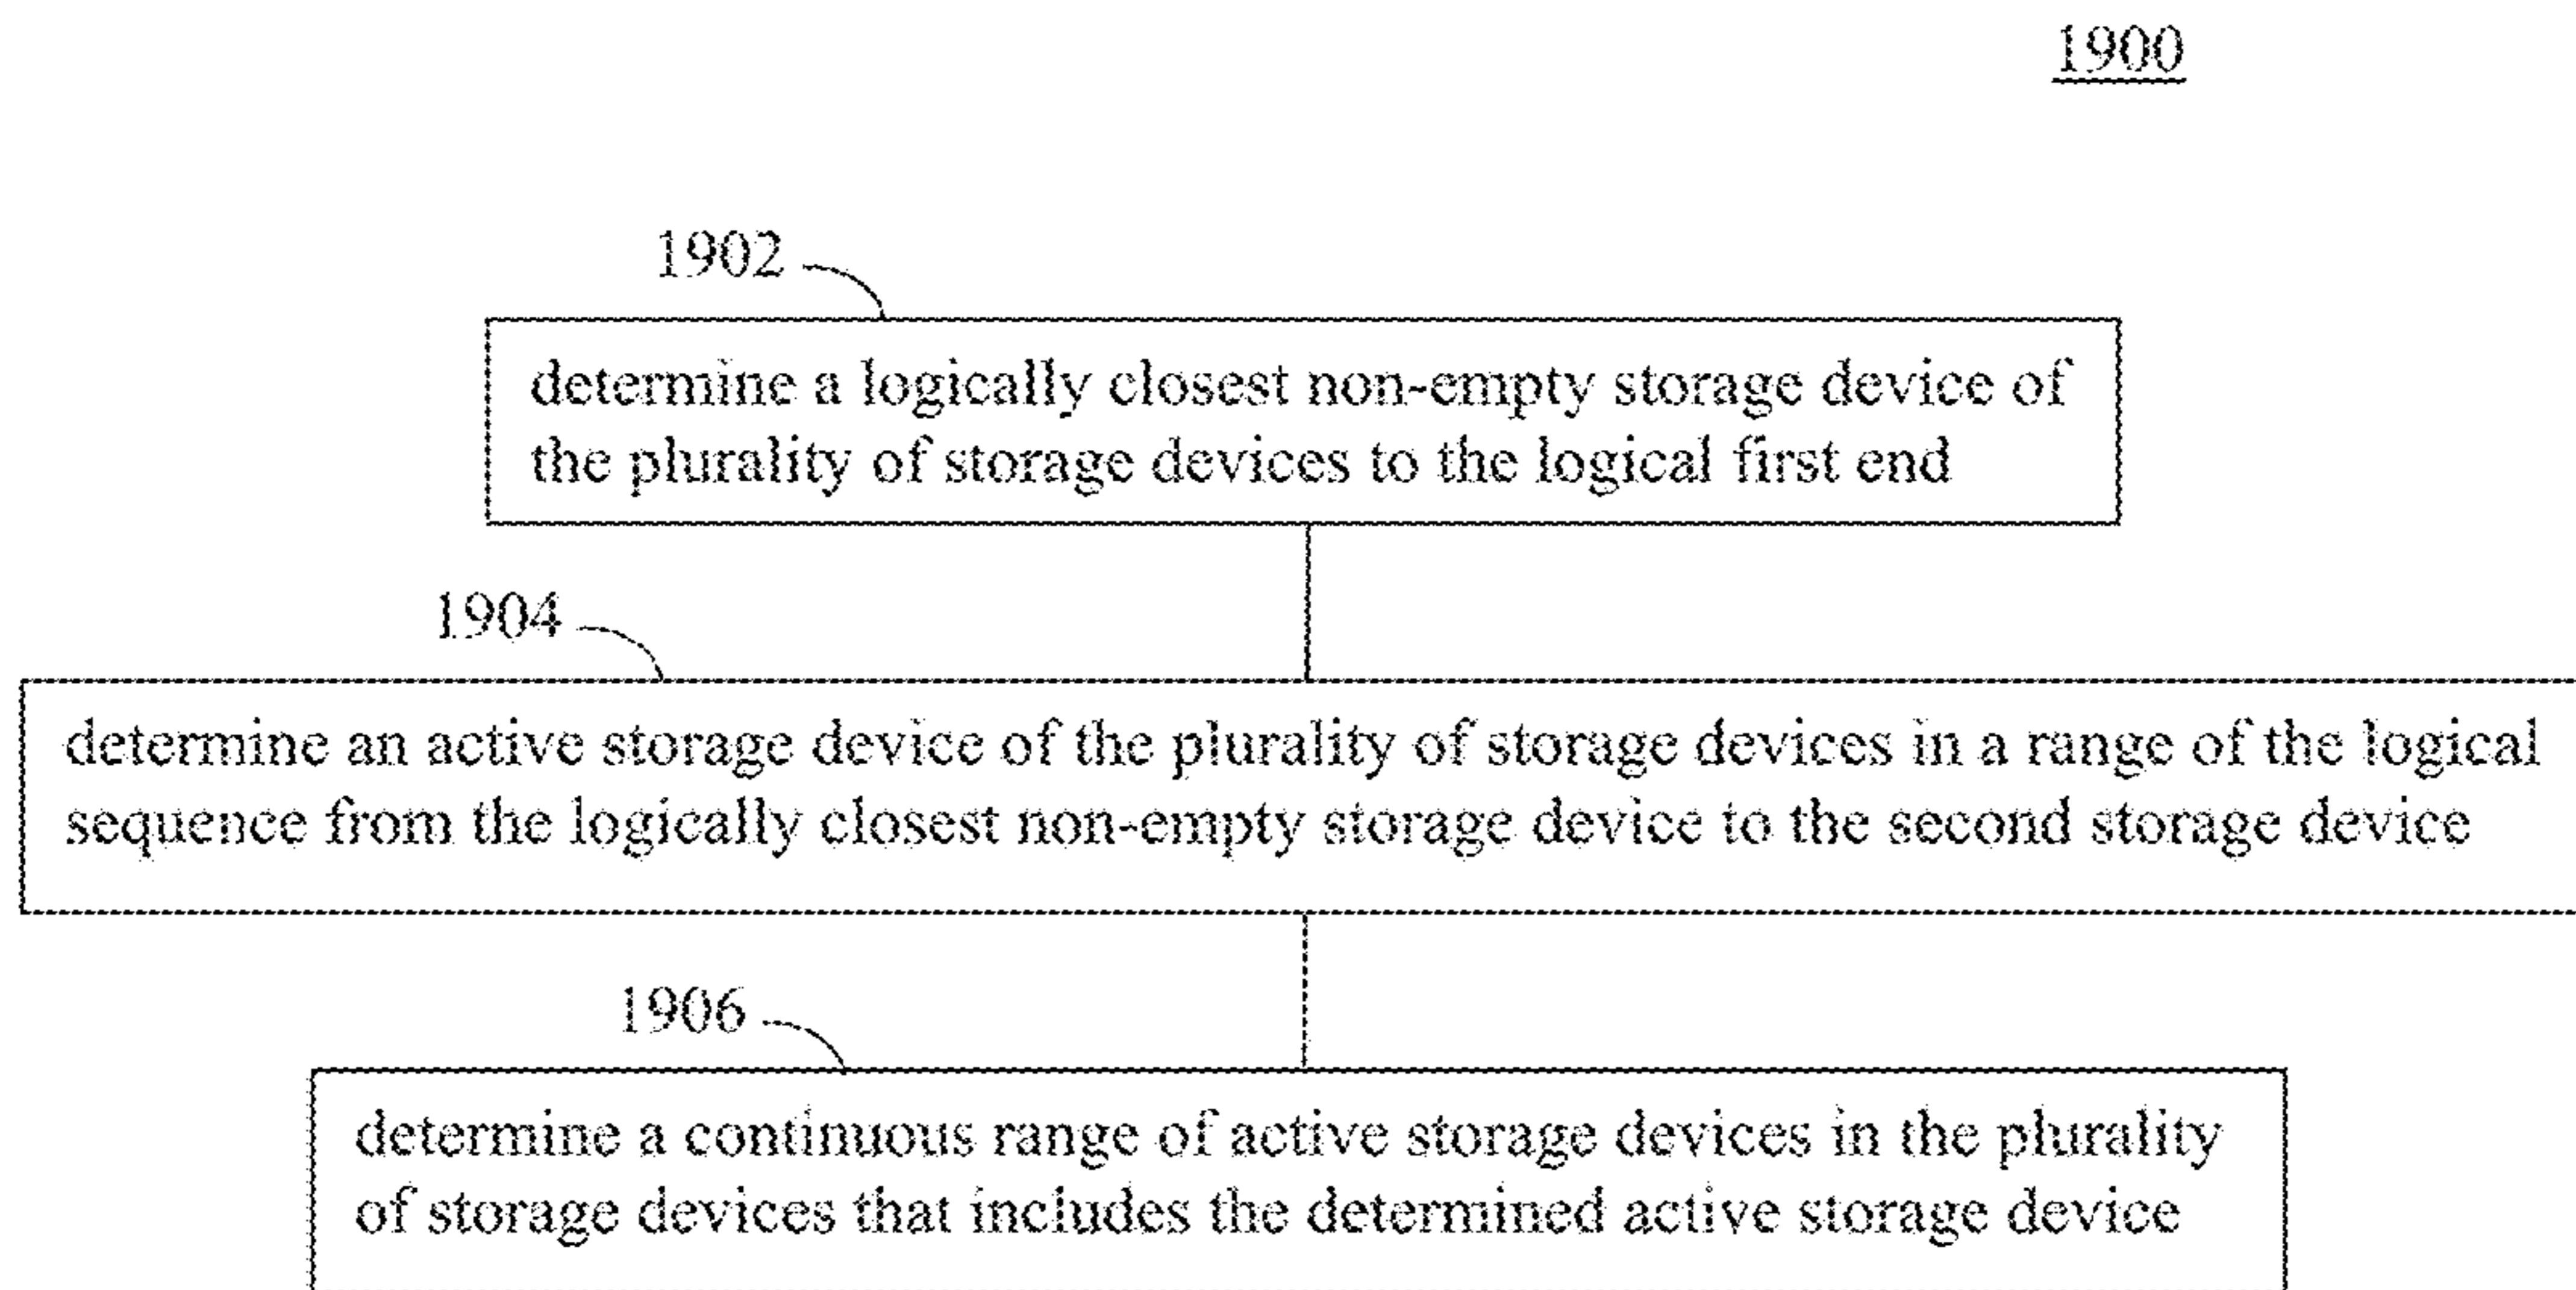 1900
1902
determine a logically closest non-empty storage device of
the plurality of storage devices to the logical first end
1904
determine an active storage device of the plurality of storage devices in a range of the logical
sequence from the logically closest non-empty storage device to the second storage device
1906
determine a continuous range of active storage devices in the plurality
of storage devices that includes the determined active storage device